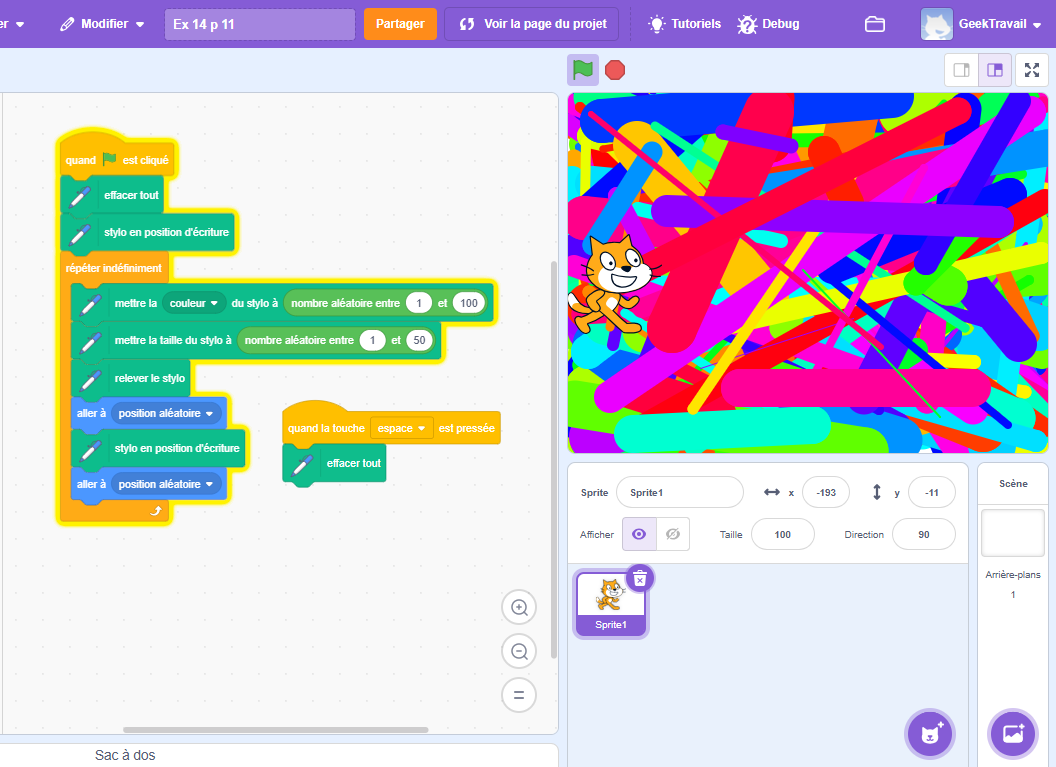 er Modifier Ex 14 p 11 Partager Voir la page du projet Tutoriels Debug GeekTravail
quand est cliqué
effacer tout
stylo en position d'écriture
répéter indéfiniment
mettre la couleur du stylo à nombre aléatoire entre 1 et 100
mettre la taille du stylo à nombre aléatoire entre 1 et 50
relever le stylo
aller à position aléatoire
stylo en position d'écriture
aller à position aléatoire
quand la touche espace est pressée
effacer tout
Sprite Sprite1 x -193 y -11
Afficher Taille 100 Direction 90
Sprite1
Scène
Arrière-plans
1
Sac à dos